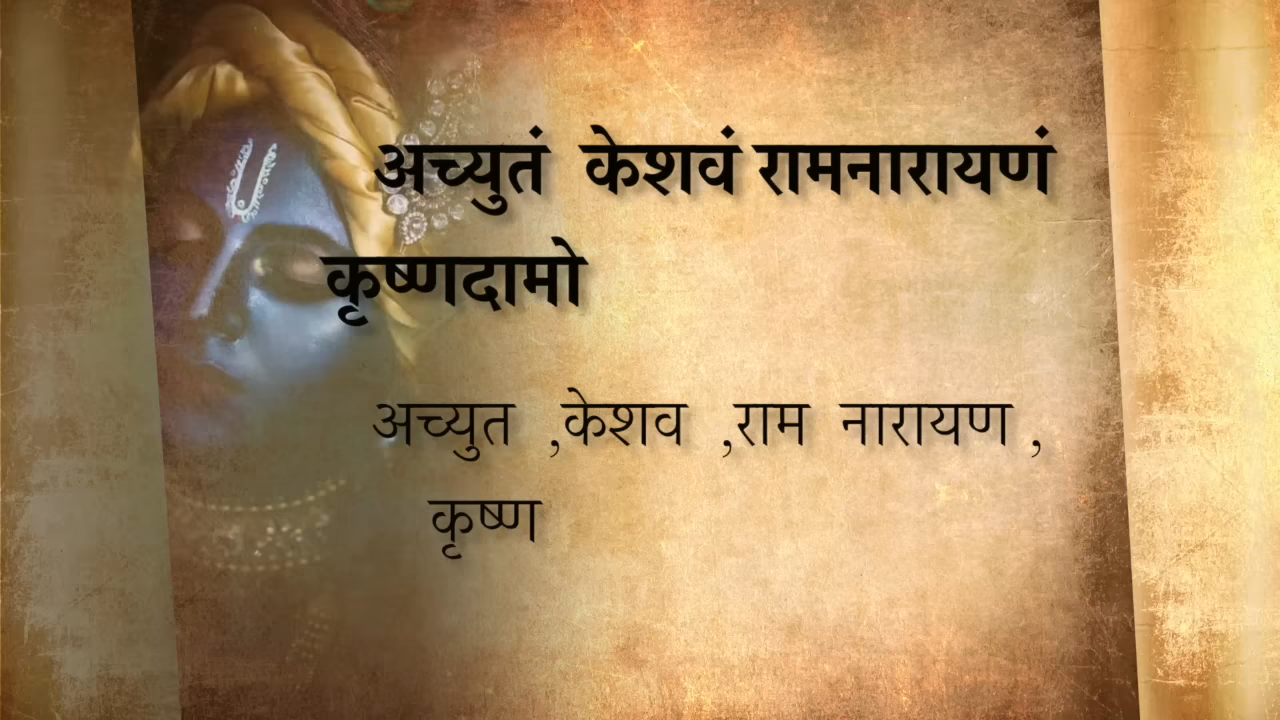 अच्युतं केशवं रामनारायणं
कृष्णदामो
अच्युत ,केशव ,राम नारायण ,
कृष्ण